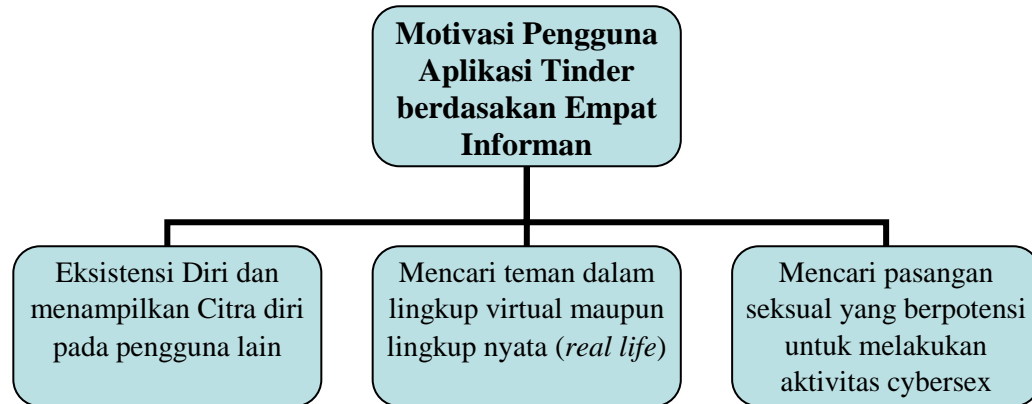 Motivasi Pengguna
Aplikasi Tinder
berdasakan Empat
Informan
Eksistensi Diri dan
menampilkan Citra diri
pada pengguna lain
Mencari teman dalam
lingkup virtual maupun
lingkup nyata (real life)
Mencari pasangan
seksual yang berpotensi
untuk melakukan
aktivitas cybersex